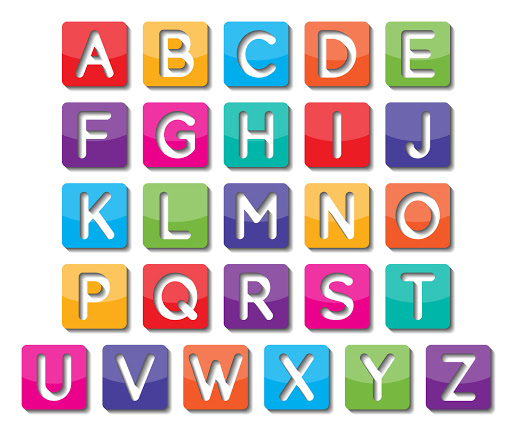 A B C D E
F G H I J
K L M N O
P Q R S T
U V W X Y Z